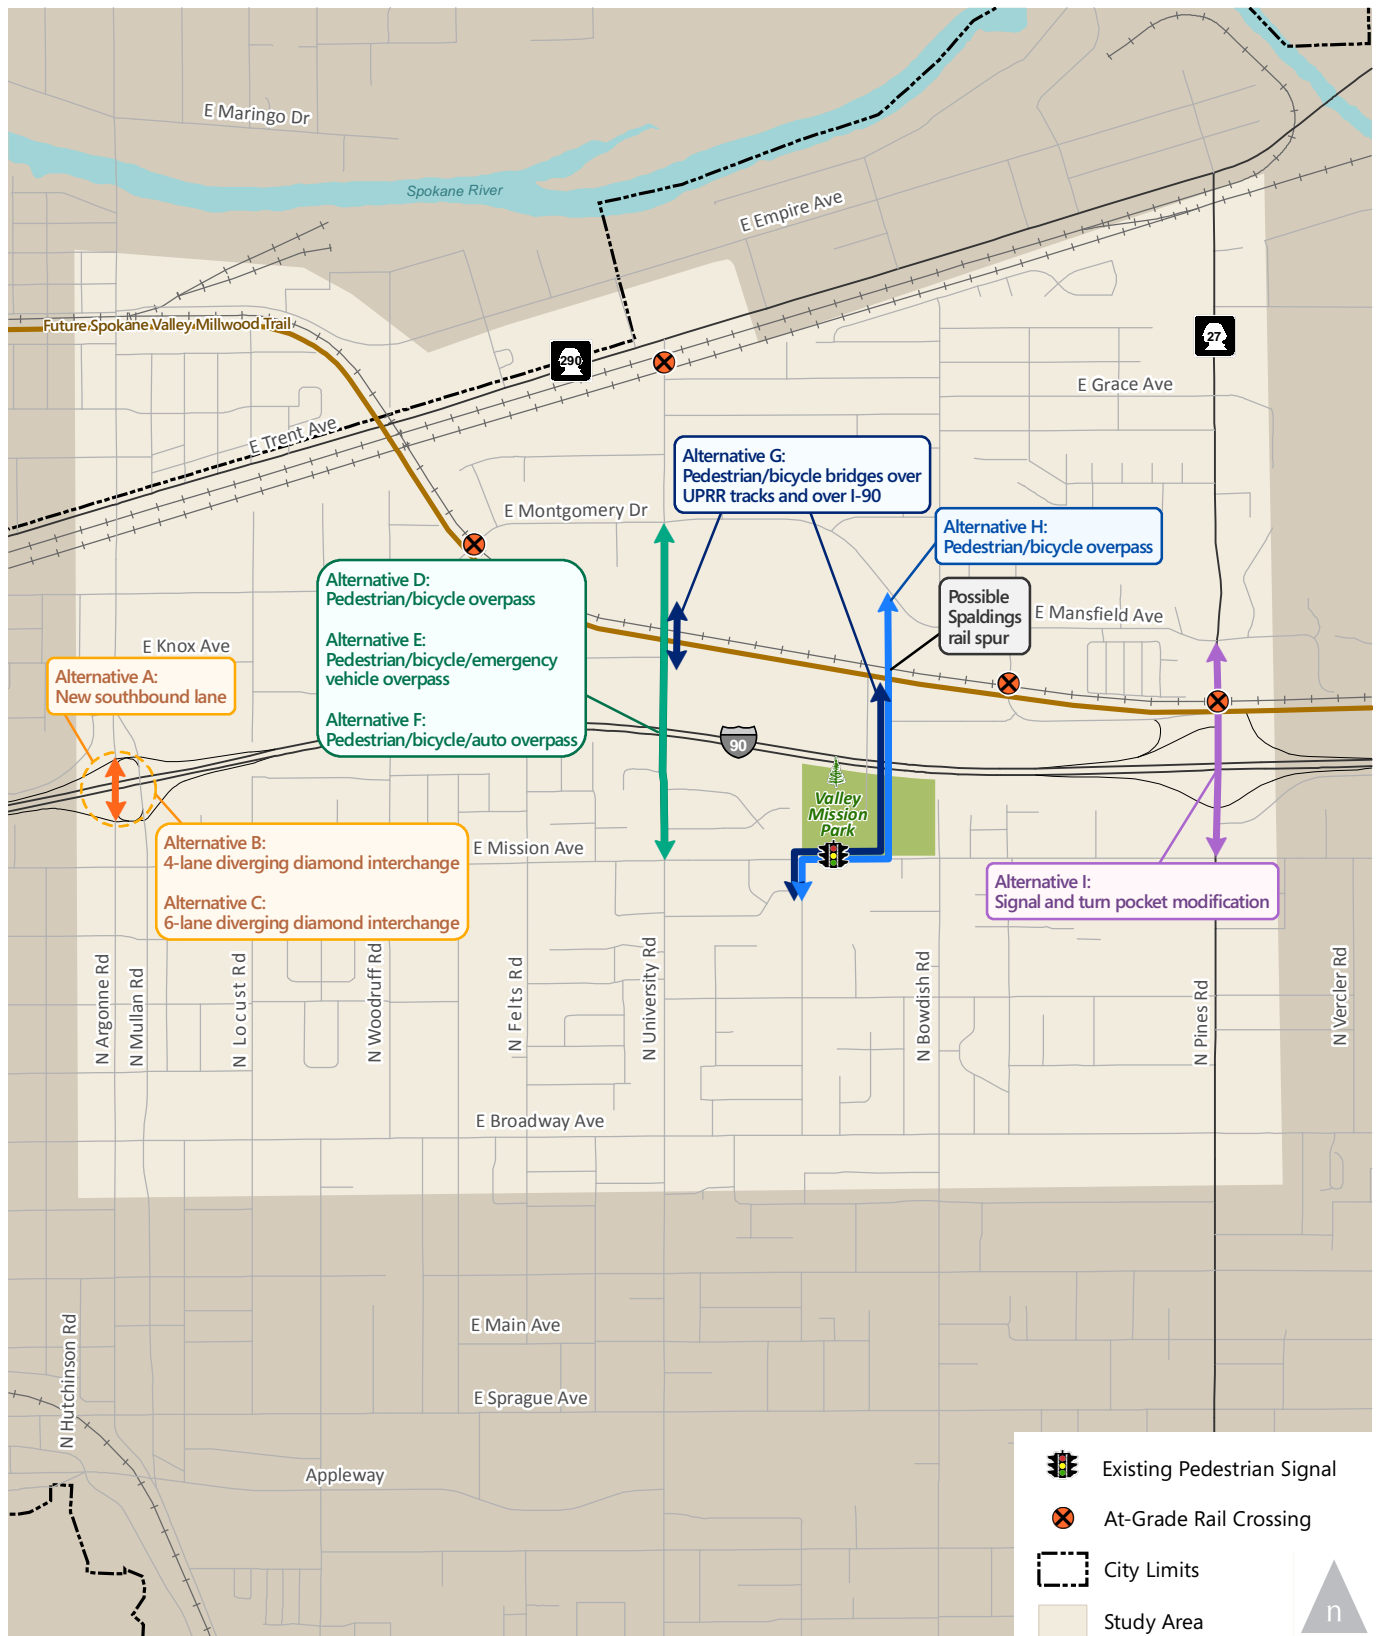 E Maringo Dr
Spokane River
E Empire Ave
Future Spokane Valley Millwood Trail
290
27
E Grace Ave
E Trent Ave
Alternative G:
Pedestrian/bicycle bridges over
UPRR tracks and over I-90
E Montgomery Dr
Alternative H:
Pedestrian/bicycle overpass
Alternative D:
Pedestrian/bicycle overpass
Alternative E:
Pedestrian/bicycle/emergency
vehicle overpass
Alternative F:
Pedestrian/bicycle/auto overpass
Possible
Spaldings
rail spur
E Mansfield Ave
E Knox Ave
Alternative A:
New southbound lane
90
Valley
Mission
Park
Alternative B:
4-lane diverging diamond interchange
Alternative C:
6-lane diverging diamond interchange
E Mission Ave
Alternative I:
Signal and turn pocket modification
N Argonne Rd
N Mullan Rd
N Locust Rd
N Woodruff Rd
N Felts Rd
N University Rd
N Bowdish Rd
N Pines Rd
N Vercler Rd
E Broadway Ave
N Hutchinson Rd
E Main Ave
E Sprague Ave
Appleway
Existing Pedestrian Signal
At-Grade Rail Crossing
City Limits
Study Area
n